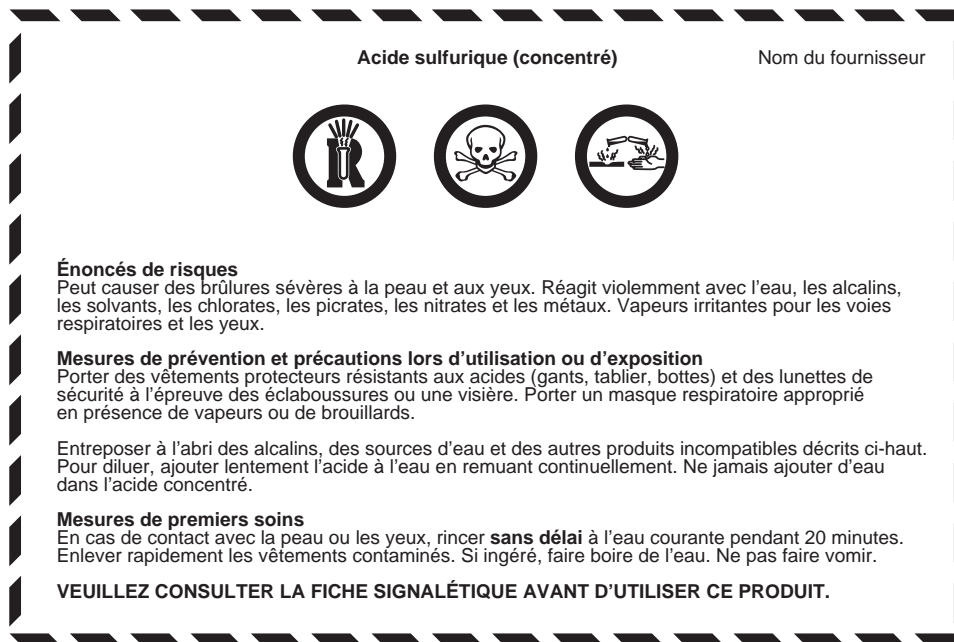 Acide sulfurique (concentré) Nom du fournisseur
R
Énoncés de risques
Peut causer des brûlures sévères à la peau et aux yeux. Réagit violemment avec l’eau, les alcalins,
les solvants, les chlorates, les picrates, les nitrates et les métaux. Vapeurs irritantes pour les voies
respiratoires et les yeux.
Mesures de prévention et précautions lors d’utilisation ou d’exposition
Porter des vêtements protecteurs résistants aux acides (gants, tablier, bottes) et des lunettes de
sécurité à l’épreuve des éclaboussures ou une visière. Porter un masque respiratoire approprié
en présence de vapeurs ou de brouillards.
Entreposer à l’abri des alcalins, des sources d’eau et des autres produits incompatibles décrits ci-haut.
Pour diluer, ajouter lentement l’acide à l’eau en remuant continuellement. Ne jamais ajouter d’eau
dans l’acide concentré.
Mesures de premiers soins
En cas de contact avec la peau ou les yeux, rincer sans délai à l’eau courante pendant 20 minutes.
Enlever rapidement les vêtements contaminés. Si ingéré, faire boire de l’eau. Ne pas faire vomir.
VEUILLEZ CONSULTER LA FICHE SIGNALÉTIQUE AVANT D’UTILISER CE PRODUIT.